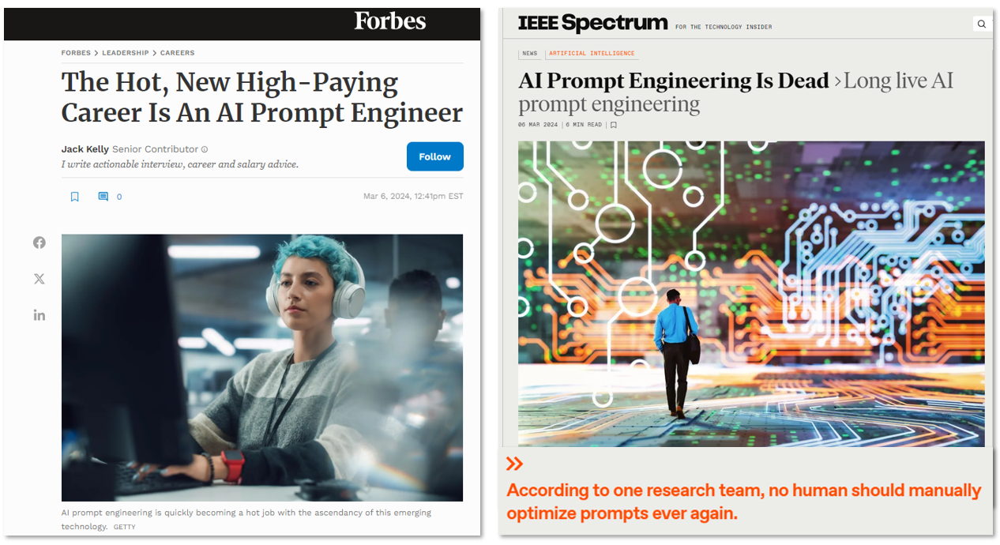 Forbes
FORBES > LEADERSHIP > CAREERS
The Hot, New High-Paying
Career Is An AI Prompt Engineer
Jack Kelly Senior Contributor
I write actionable interview, career and salary advice.
Follow
0
Mar 6, 2024, 12:41pm EST
in
AI prompt engineering is quickly becoming a hot job with the ascendancy of this emerging
technology. GETTY
IEEE Spectrum FOR THE TECHNOLOGY INSIDER
NEWS ARTIFICIAL INTELLIGENCE
AI Prompt Engineering Is Dead > Long live AI
prompt engineering
06 MAR 2024 | 6 MIN READ |
According to one research team, no human should manually
optimize prompts ever again.